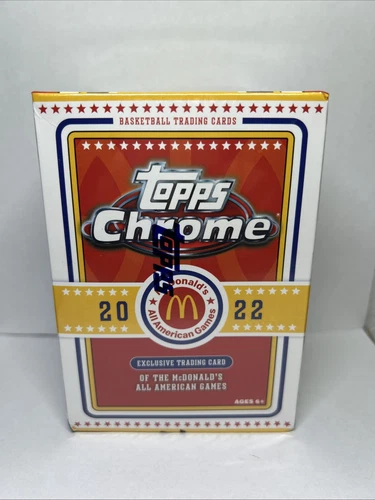 BASKETBALL TRADING CARDS
Topps
Chrome
TOPPS
McDonald's
All American Games
20 22
EXCLUSIVE TRADING CARD
OF THE McDONALD'S
ALL AMERICAN GAMES
AGES 6+